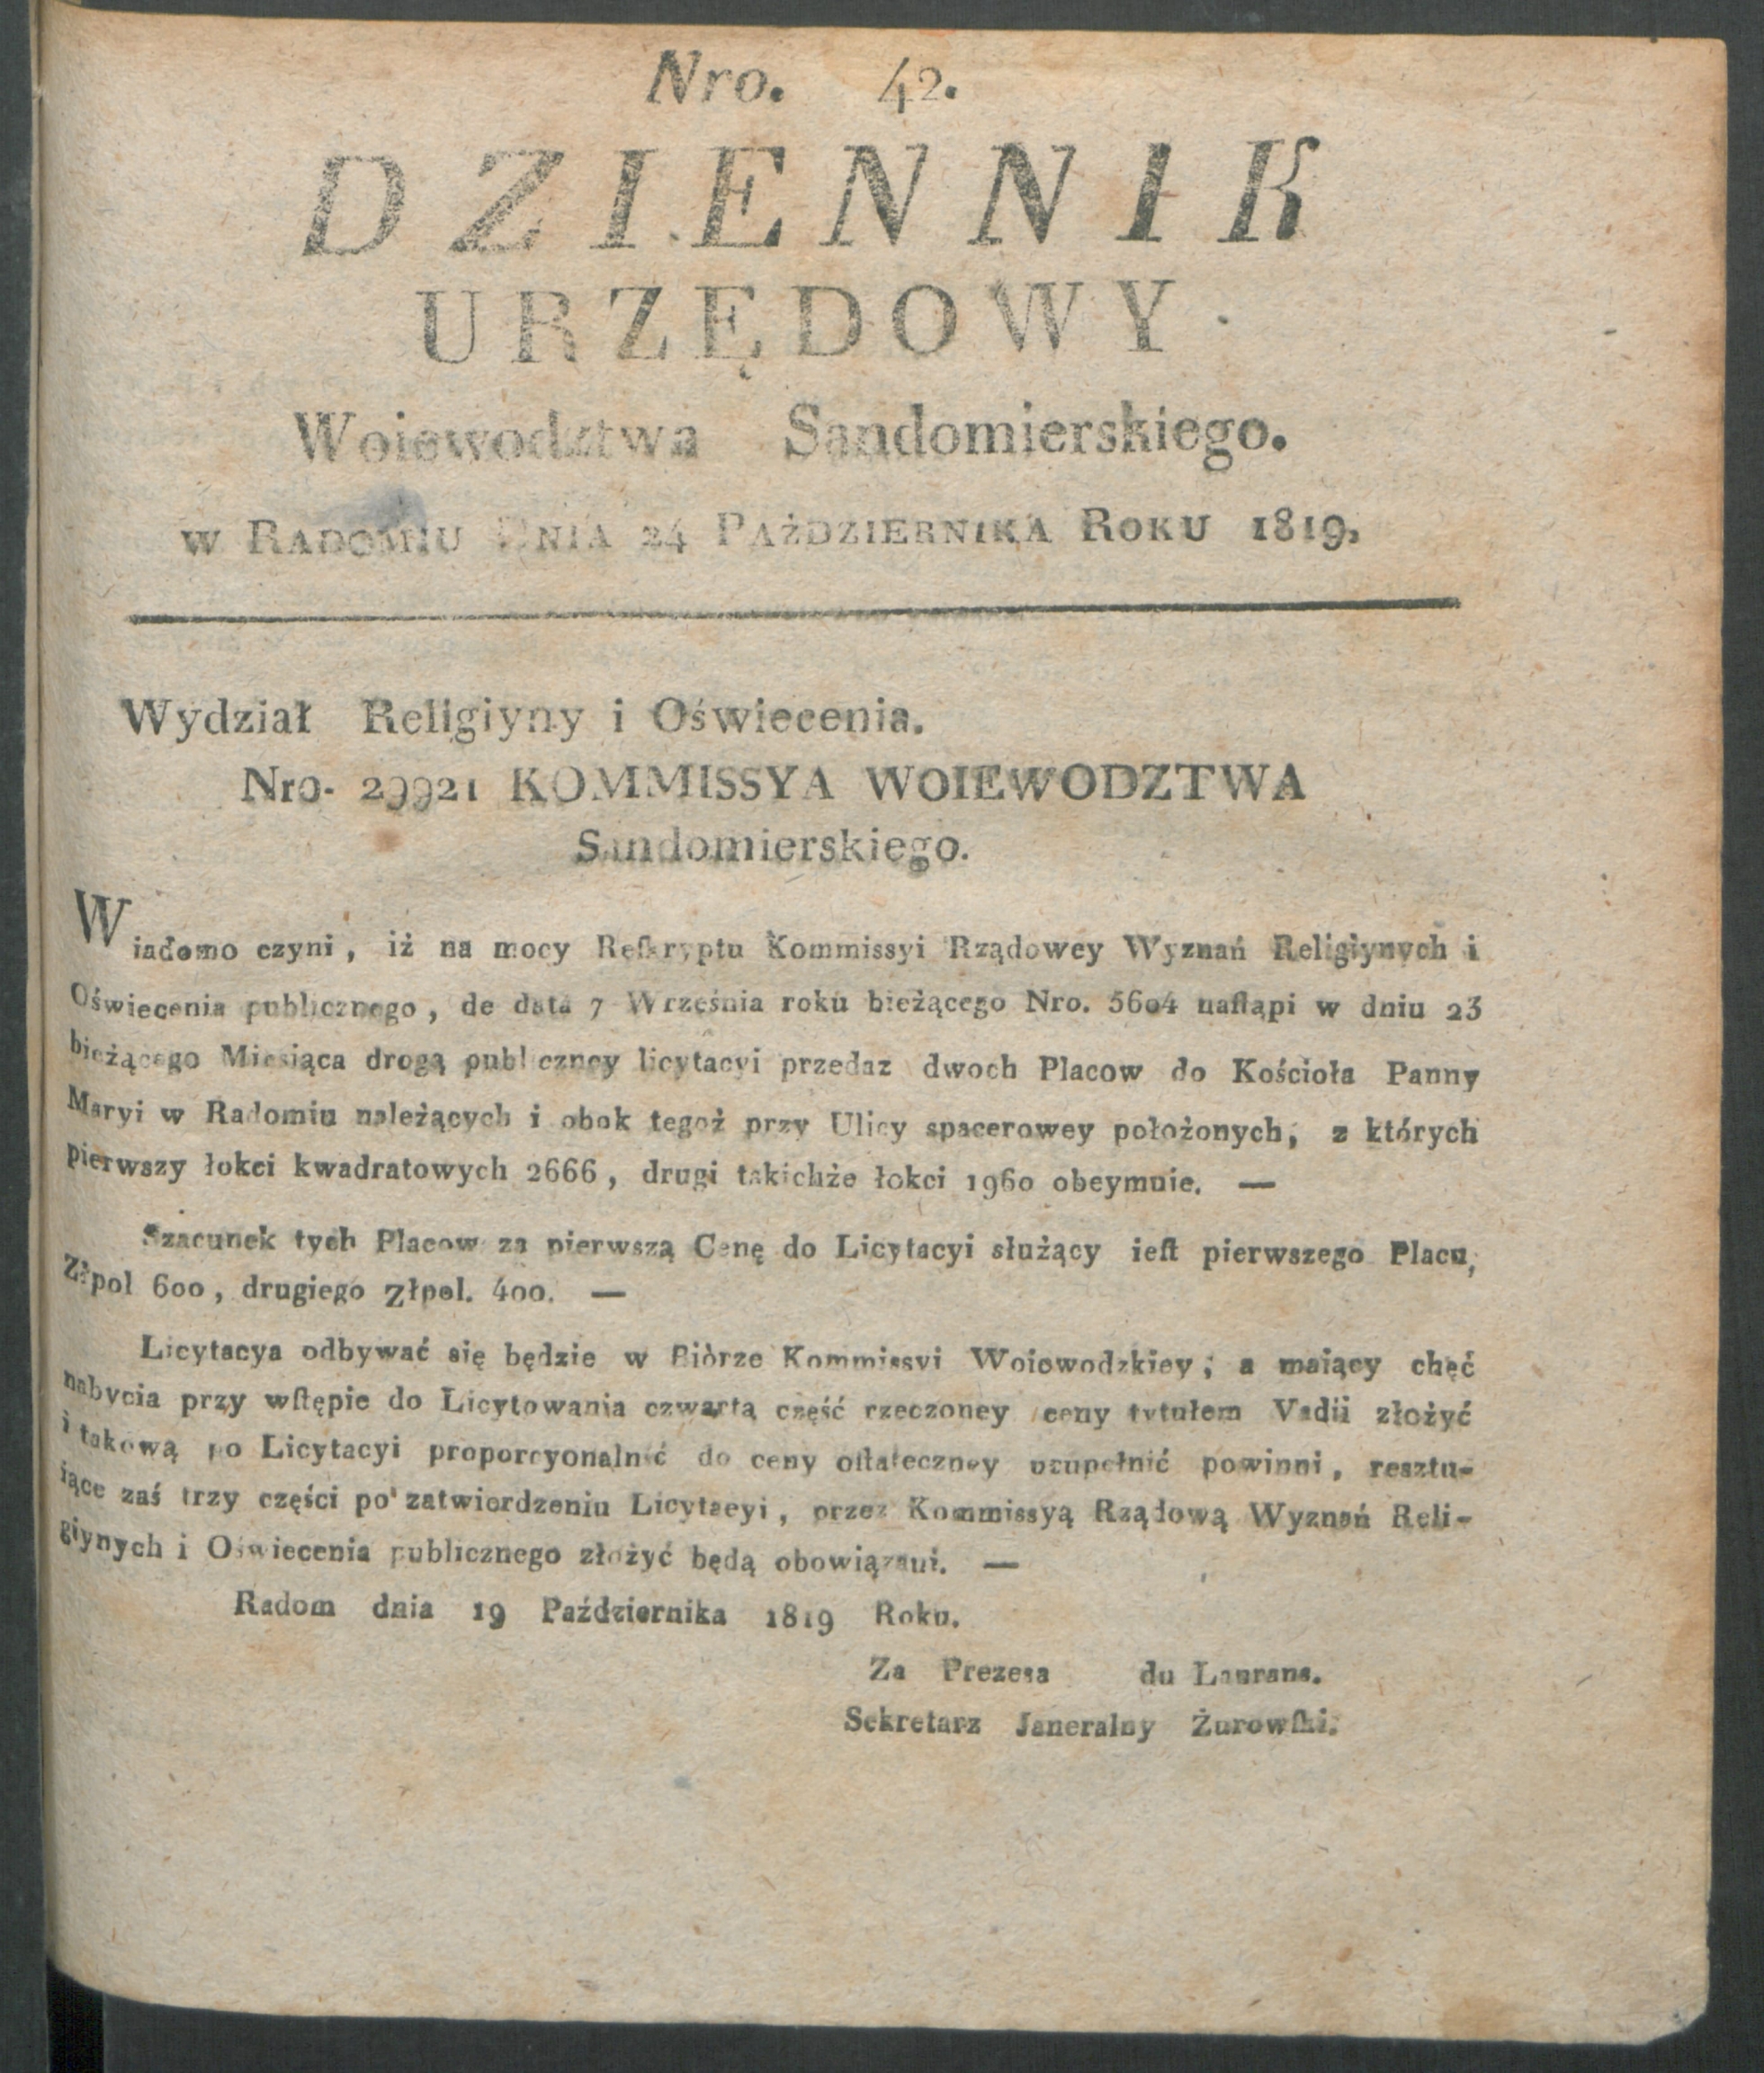 Nro. 42.
DZIENNIK
URZĘDOWY
Woiewodztwa Sandomierskiego.
w Radomiu Dnia 24 Paździerńika Roku 1819,
Wydział Religiyny i Oświecenia.
Nro. 29921 KOMMISSYA WOIEWODZTWA
Sandomierskiego.
Wiadomo czyni, iż na mocy Reſkryptu Kommissyi Rządowey Wyznań Religiynych i
Oświecenia publicznego, de data 7 Września roku bieżącego Nro. 5604 naſtąpi w dniu 23
bieżącego Miesiąca drogą publiczney licytacyi przedaz dwoch Placow do Kościoła Panny
Maryi w Radomiu należących i obok tegoż przy Ulicy spacerowey położonych, z których
pierwszy łokci kwadratowych 2666, drugi takichże łokci 1960 obeymuie. —
Szacunek tych Placow za pierwszą Cenę do Licytacyi służący ieſt pierwszego Placu,
Złpol 600, drugiego złpol. 400. —
Licytacya odbywać się będzie w Biòrze Kommissyi Woiewodzkiey; a maiący chęć
nabycia przy wſtępie do Licytowania czwartą część rzeczoney ceny tytułem Vadii złożyć
i takową po Licytacyi proporcyonalnić do ceny oſtateczney uzupełnić powinni, resztu-
iące zaś trzy części po zatwierdzeniu Licytacyi, przez Kommissyą Rządową Wyznań Reli-
giynych i Oświecenia publicznego złożyć będą obowiązani. —
Radom dnia 19 Października 1819 Roku.
Za Prezesa du Laurans.
Sekretarz Janeralny Żurowſki.